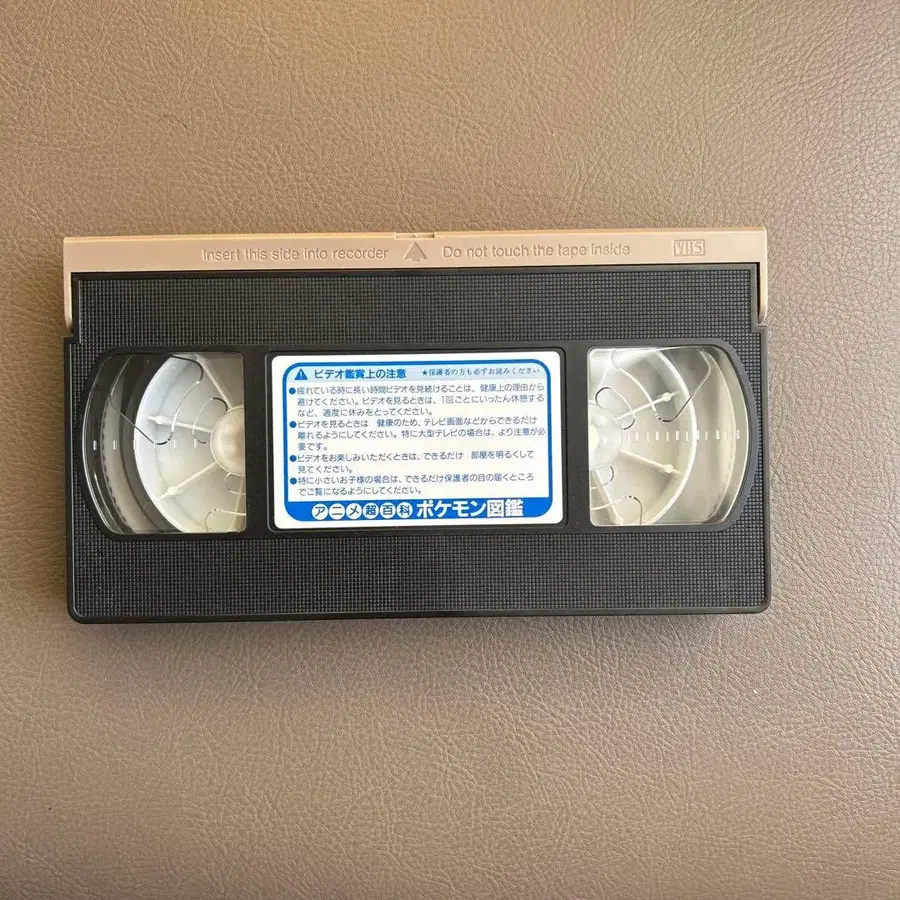 Insert this side into recorder Do not touch the tape inside VHS
ビデオ鑑賞上の注意 ★保護者の方も必ずお読みください
●疲れている時に長い時間ビデオを見続けることは、健康上の理由から
避けてください。ビデオを見るときは、1回ごとにいったん休憩する
など、適度に休みをとってください。
●ビデオを見るときは 健康のため、テレビ画面などからできるだけ
離れるようにしてください。特に大型テレビの場合は、より注意が必
要です。
●ビデオをお楽しみいただくときは、できるだけ 部屋を明るくして
見てください。
●特に小さいお子様の場合は、できるだけ保護者の目の届くところ
でご覧になるようにしてください。
アニメ超百科 ポケモン図鑑